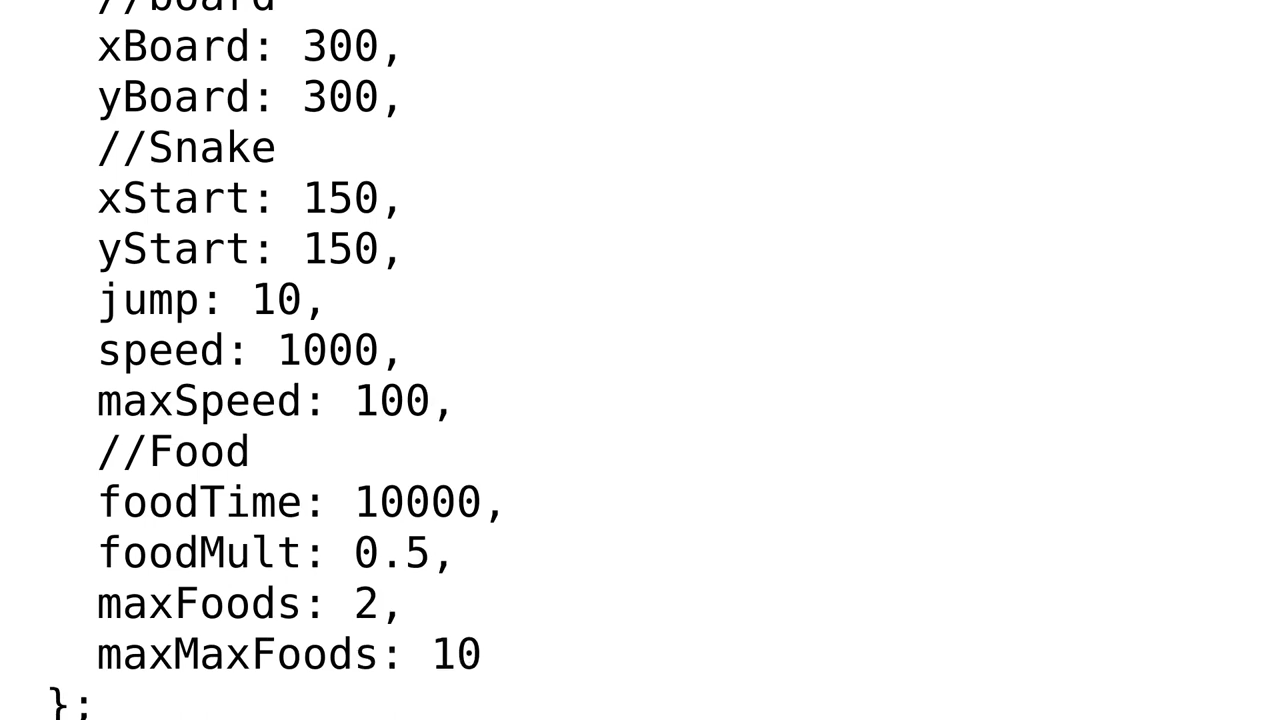 //board
xBoard: 300,
yBoard: 300,
//Snake
xStart: 150,
yStart: 150,
jump: 10,
speed: 1000,
maxSpeed: 100,
//Food
foodTime: 10000,
foodMult: 0.5,
maxFoods: 2,
maxMaxFoods: 10
};